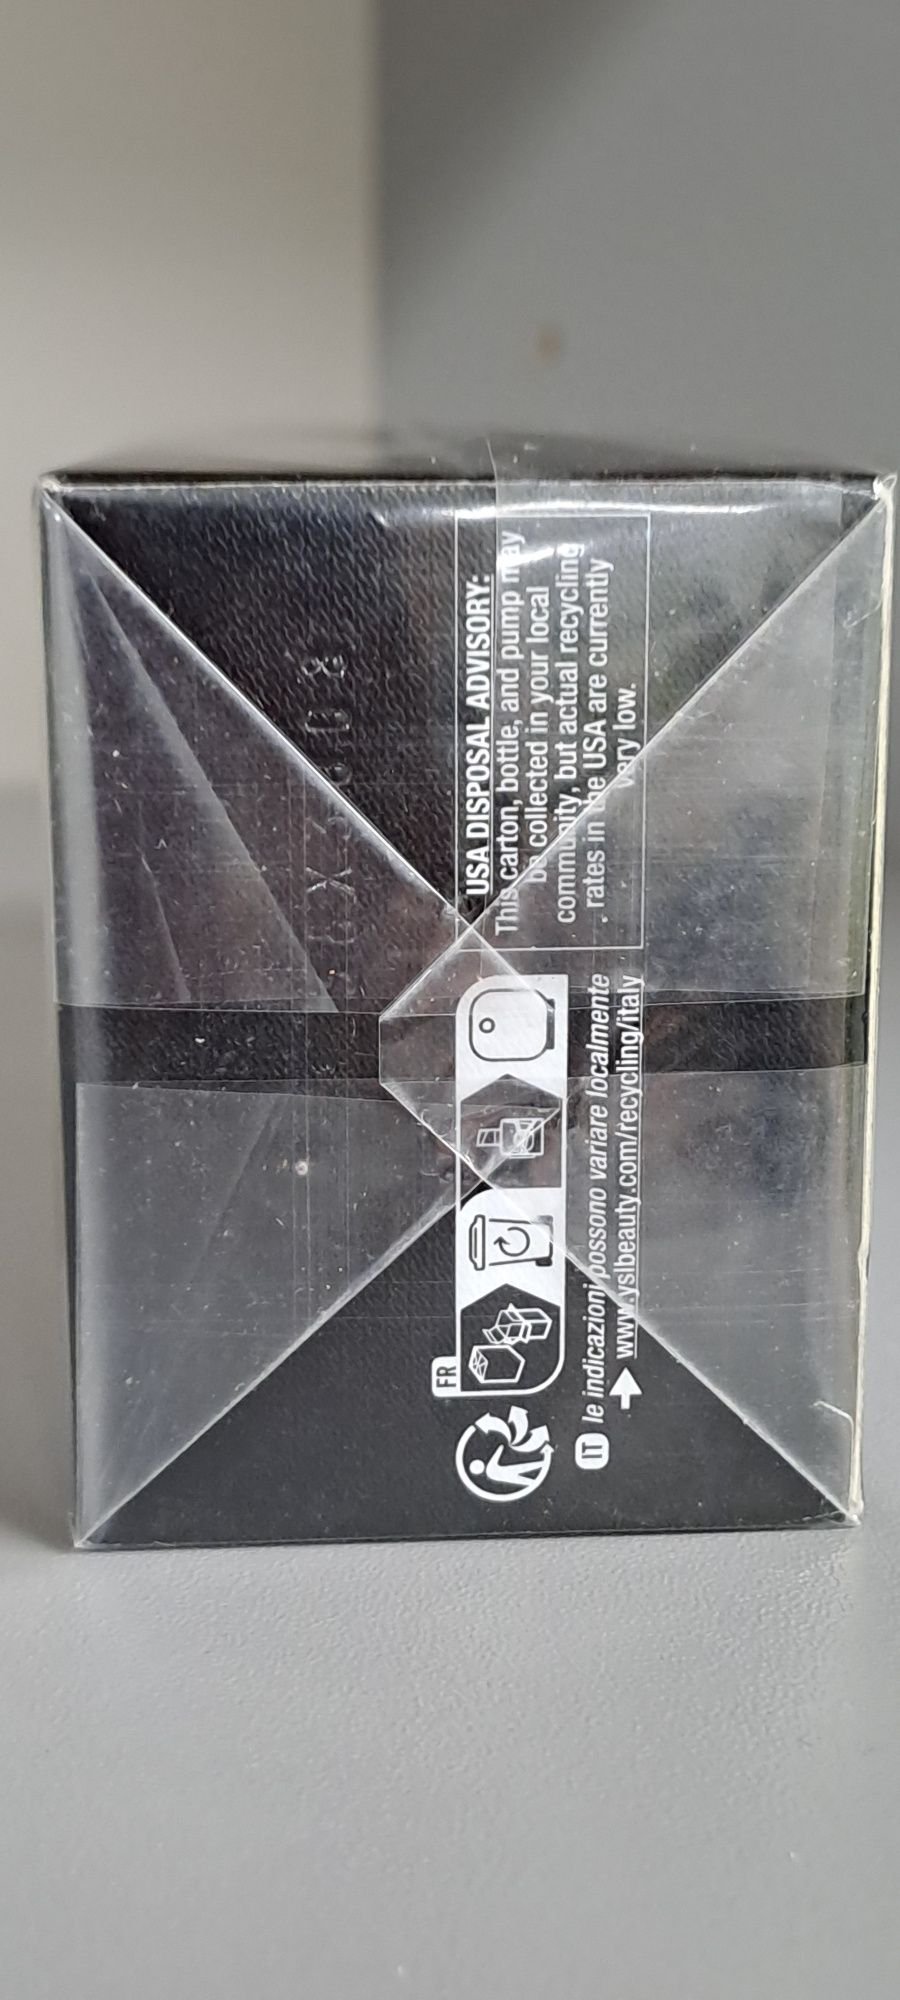 USA DISPOSAL ADVISORY:
This carton, bottle, and pump may
be collected in your local
community, but actual recycling
rates in the USA are currently
very low.
FR
IT le indicazioni possono variare localmente
www.yslbeauty.com/recycling/italy